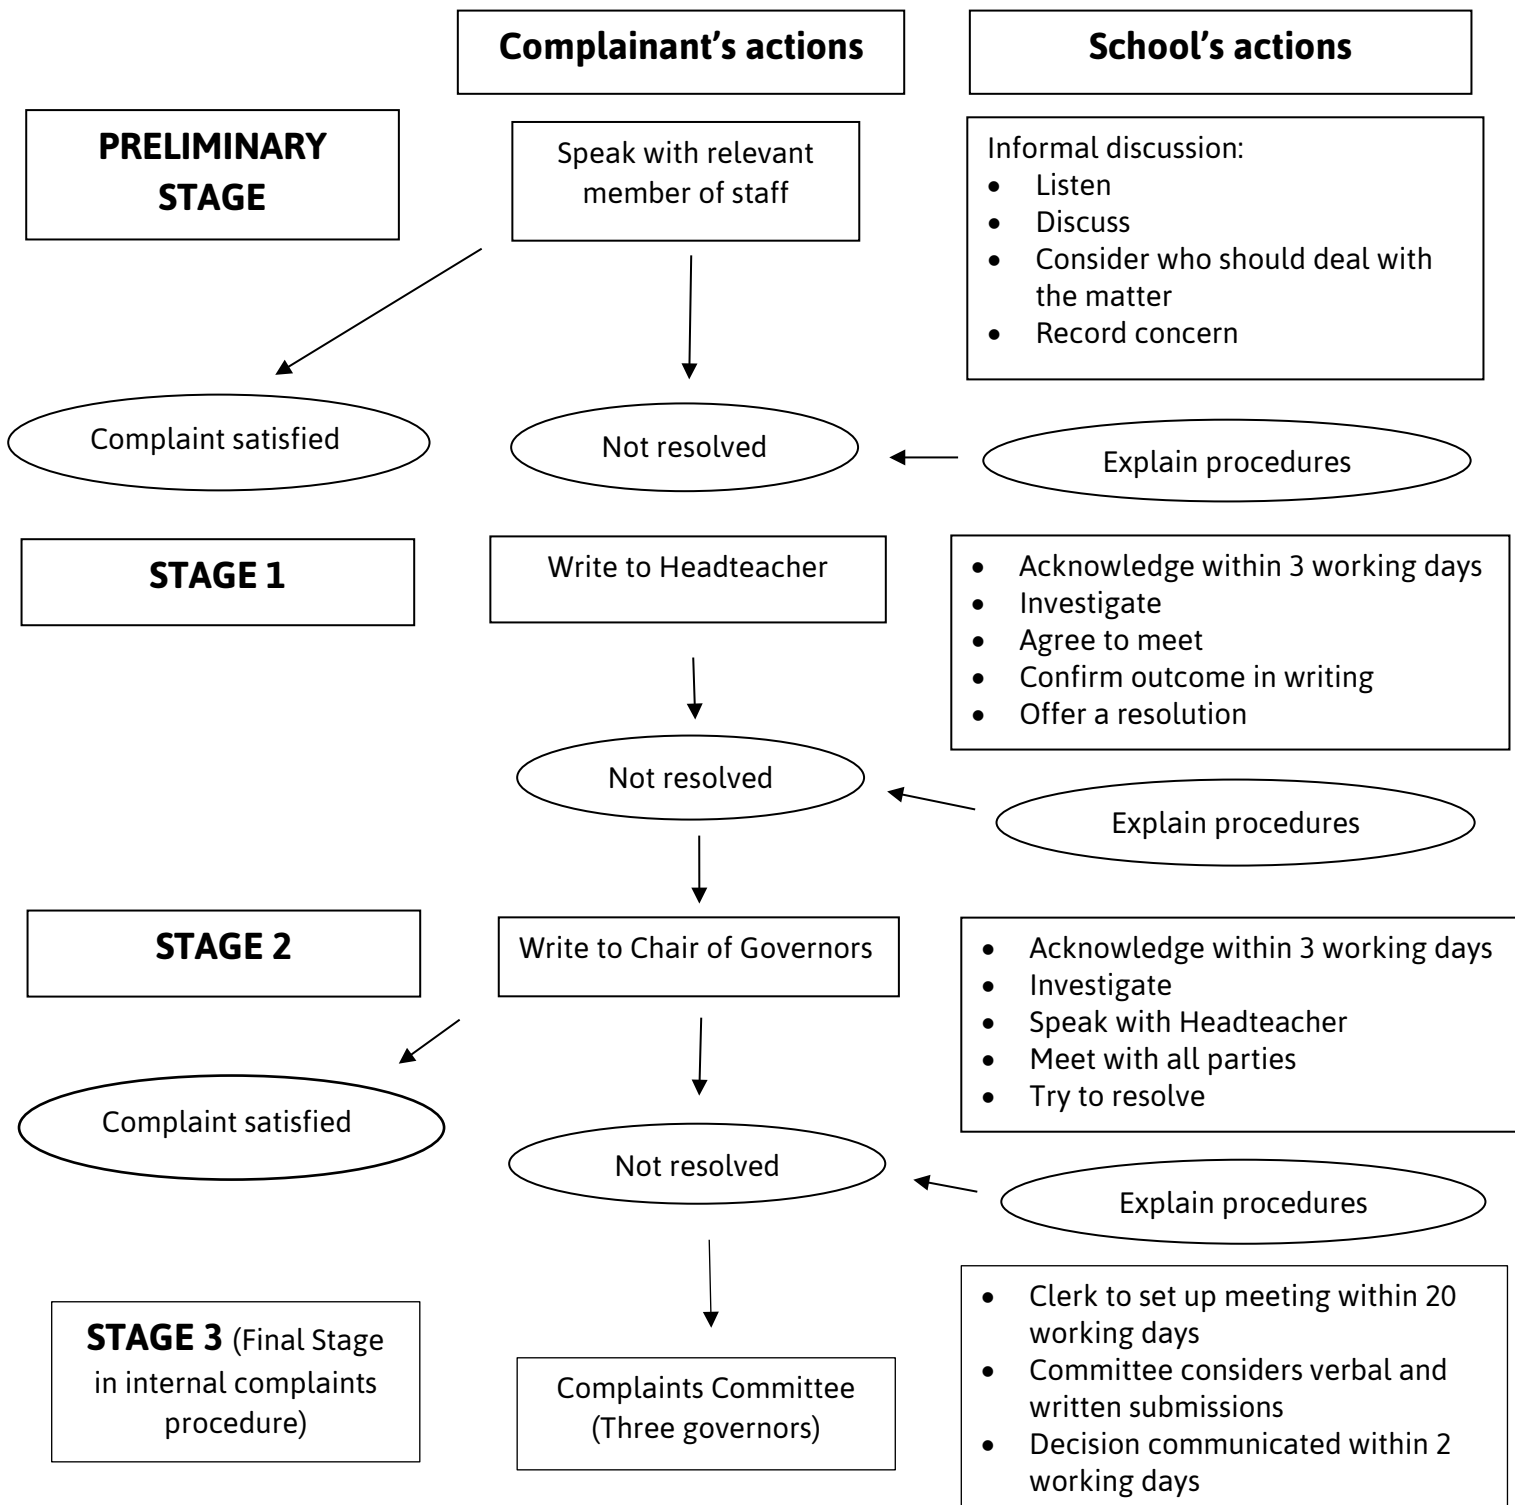 Complainant’s actions
School’s actions
PRELIMINARY
STAGE
Speak with relevant
member of staff
Informal discussion:
• Listen
• Discuss
• Consider who should deal with
the matter
• Record concern
Complaint satisfied
Not resolved
Explain procedures
STAGE 1
Write to Headteacher
• Acknowledge within 3 working days
• Investigate
• Agree to meet
• Confirm outcome in writing
• Offer a resolution
Not resolved
Explain procedures
STAGE 2
Write to Chair of Governors
• Acknowledge within 3 working days
• Investigate
• Speak with Headteacher
• Meet with all parties
• Try to resolve
Complaint satisfied
Not resolved
Explain procedures
STAGE 3 (Final Stage
in internal complaints
procedure)
Complaints Committee
(Three governors)
• Clerk to set up meeting within 20
working days
• Committee considers verbal and
written submissions
• Decision communicated within 2
working days